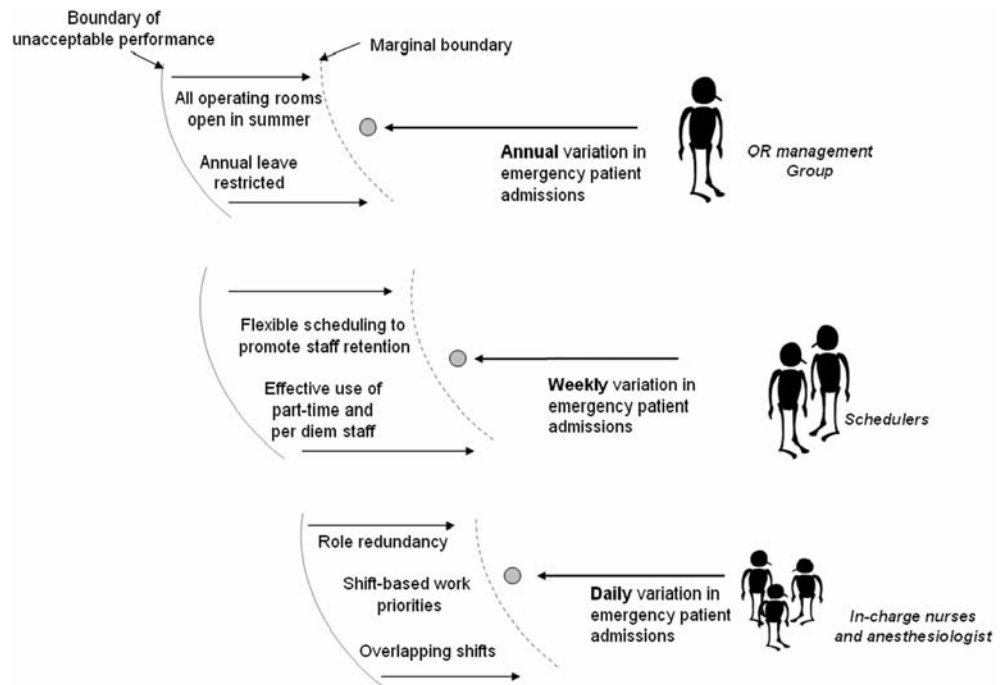 Boundary of
unacceptable performance
Marginal boundary
All operating rooms
open in summer
Annual leave
restricted
Annual variation in
emergency patient
admissions
OR management
Group
Flexible scheduling to
promote staff retention
Effective use of
part-time and
per diem staff
Weekly variation in
emergency patient
admissions
Schedulers
Role redundancy
Shift-based work
priorities
Overlapping shifts
Daily variation in
emergency patient
admissions
In-charge nurses
and anesthesiologist